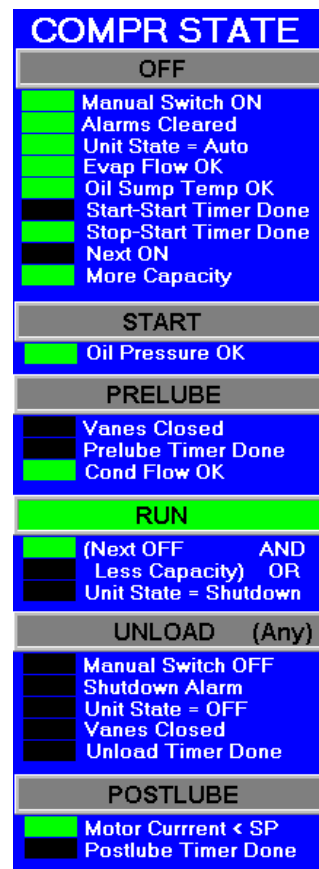 COMPR STATE
OFF
Manual Switch ON
Alarms Cleared
Unit State = Auto
Evap Flow OK
Oil Sump Temp OK
Start-Start Timer Done
Stop-Start Timer Done
Next ON
More Capacity
START
Oil Pressure OK
PRELUBE
Vanes Closed
Prelube Timer Done
Cond Flow OK
RUN
(Next OFF AND
Less Capacity) OR
Unit State = Shutdown
UNLOAD (Any)
Manual Switch OFF
Shutdown Alarm
Unit State = OFF
Vanes Closed
Unload Timer Done
POSTLUBE
Motor Currrent < SP
Postlube Timer Done